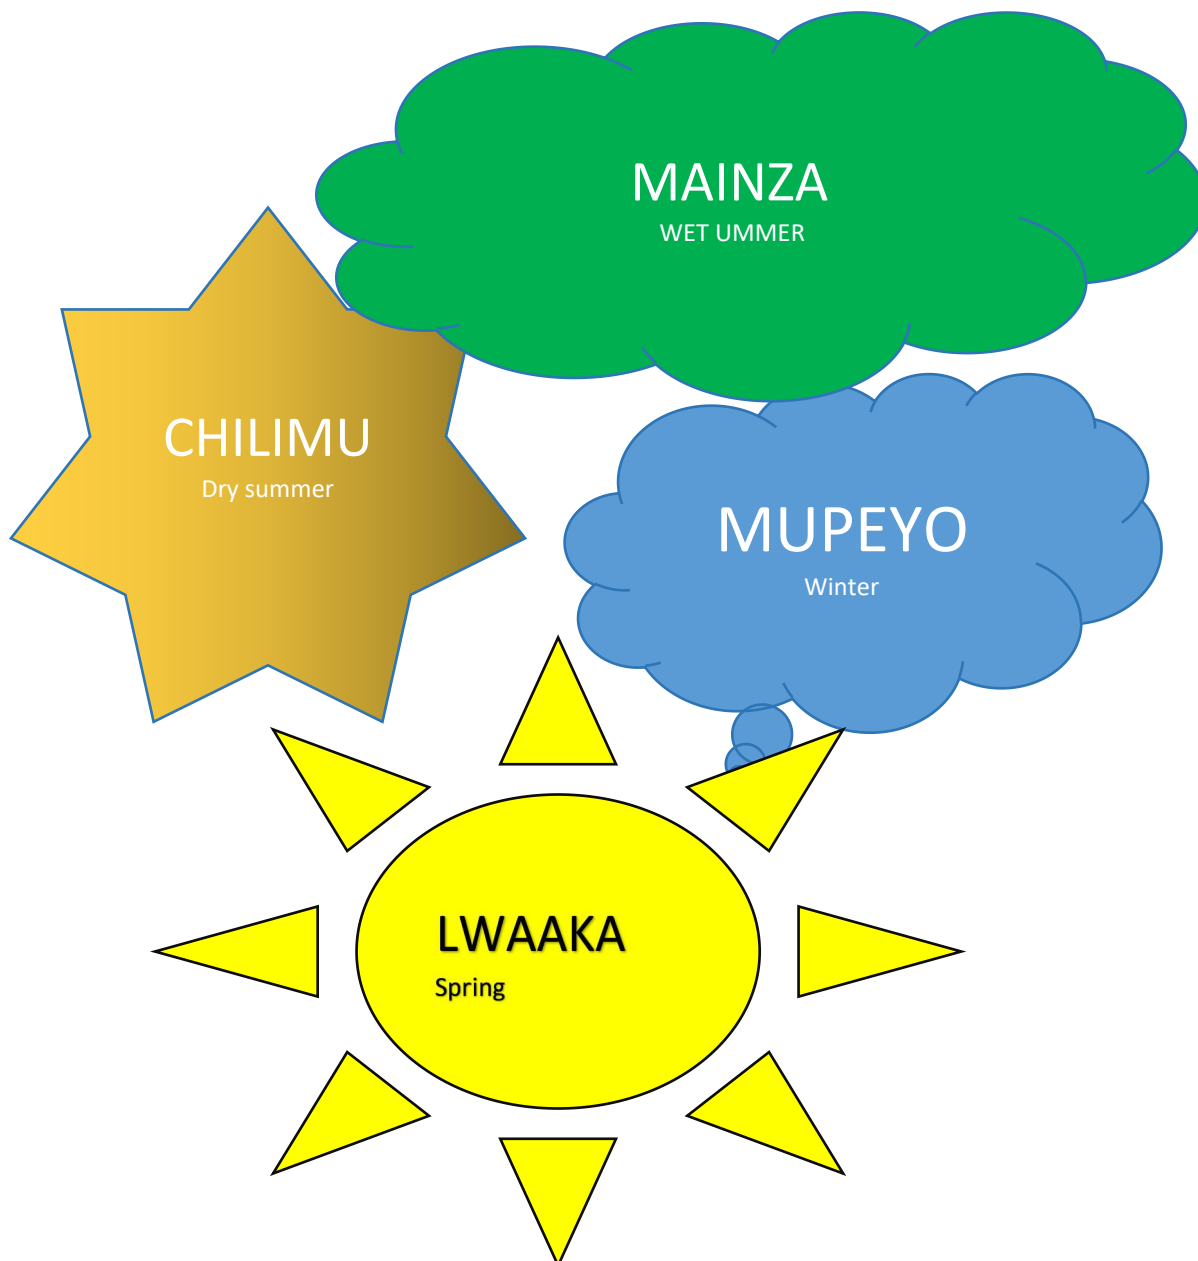 MAINZA
WET UMMER
CHILIMU
Dry summer
MUPEYO
Winter
LWAAKA
Spring